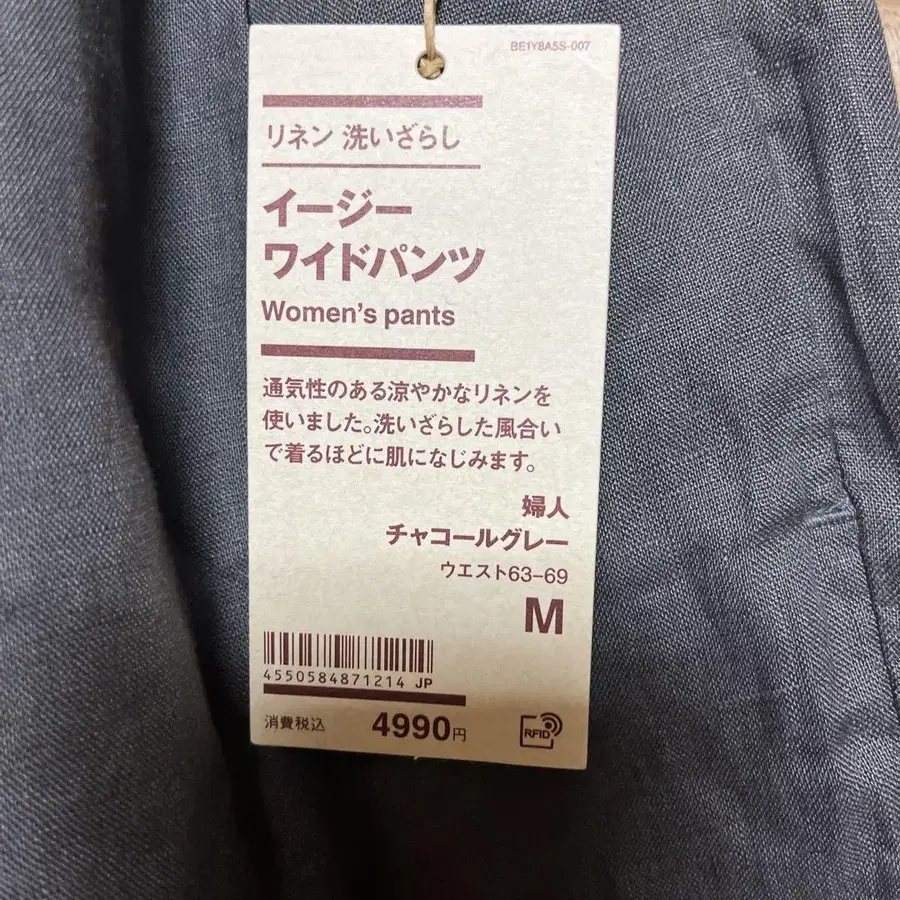 BE1Y8A5S-007
リネン 洗いざらし
イージー
ワイドパンツ
Women's pants
通気性のある涼やかなリネンを
使いました。洗いざらした風合い
で着るほどに肌になじみます。
婦人
チャコールグレー
ウエスト63-69
M
4550584871214 JP
消費税込 4990円
RFID